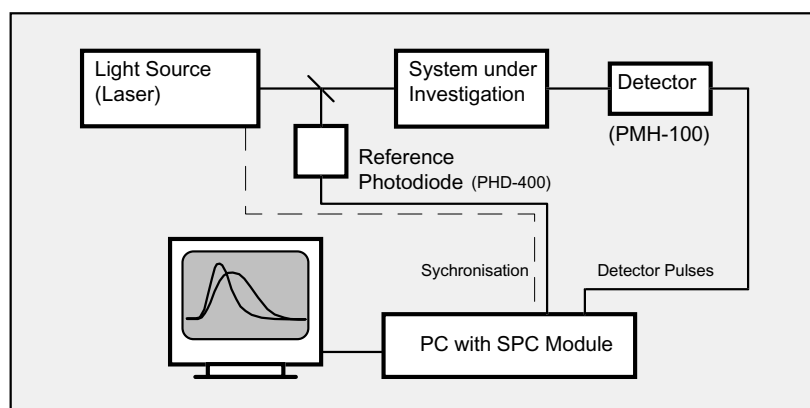 Light Source
(Laser)
System under
Investigation
Detector
(PMH-100)
Reference
Photodiode (PHD-400)
Sychronisation
Detector Pulses
PC with SPC Module